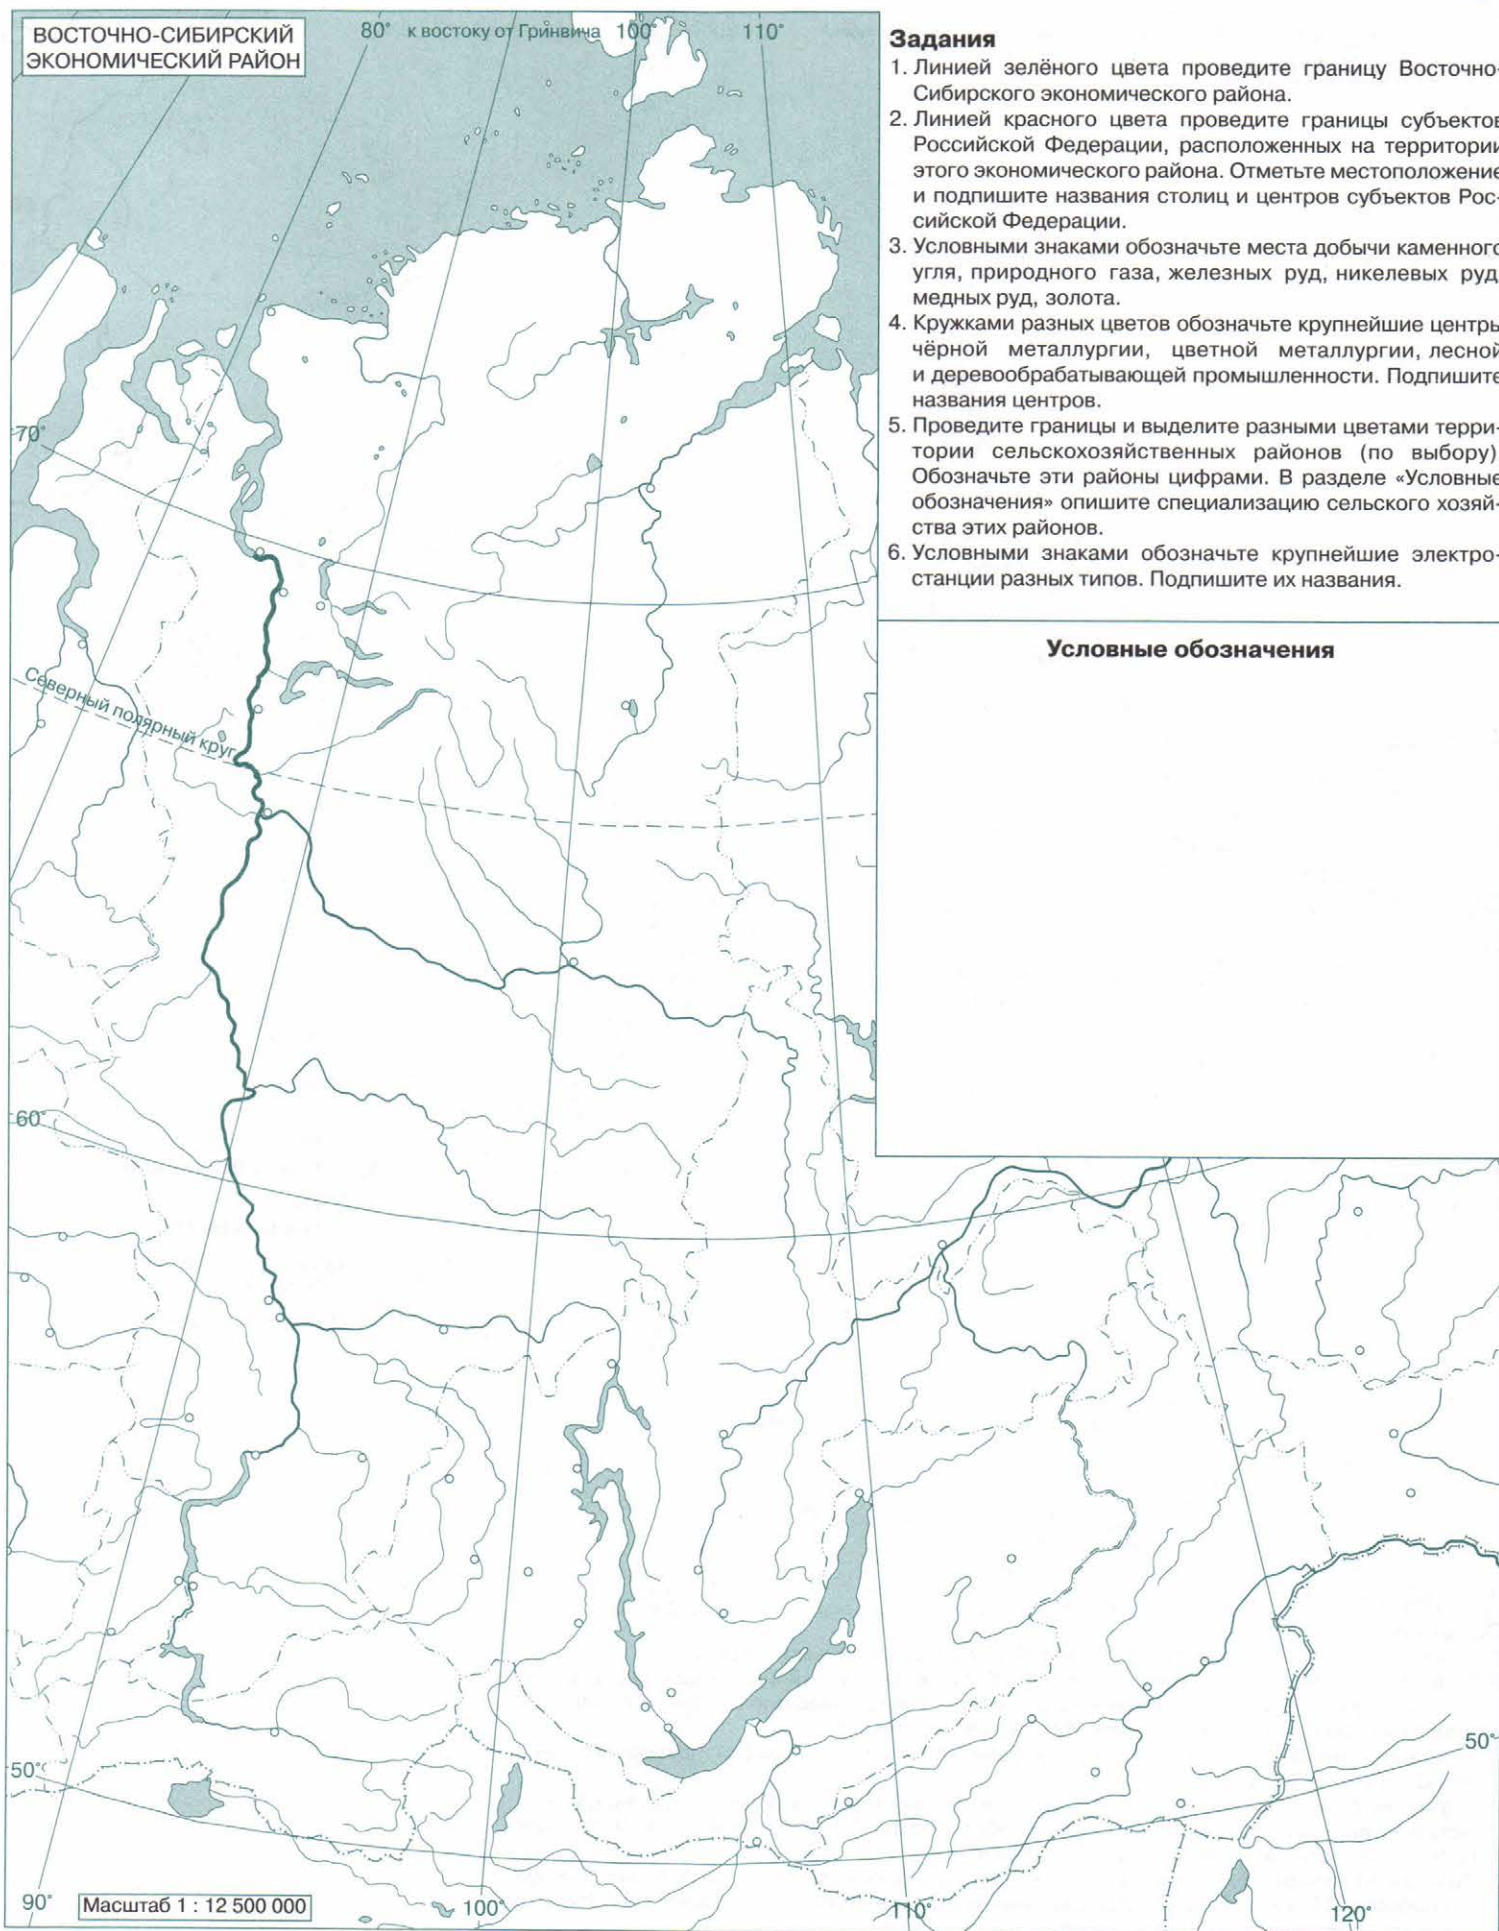 ВОСТОЧНО-СИБИРСКИЙ
ЭКОНОМИЧЕСКИЙ РАЙОН
80° к востоку от Гринвича 100° 110°
Задания
1. Линией зелёного цвета проведите границу Восточно-
Сибирского экономического района.
2. Линией красного цвета проведите границы субъектов
Российской Федерации, расположенных на территории
этого экономического района. Отметьте местоположение
и подпишите названия столиц и центров субъектов Рос-
сийской Федерации.
3. Условными знаками обозначьте места добычи каменного
угля, природного газа, железных руд, никелевых руд
медных руд, золота.
4. Кружками разных цветов обозначьте крупнейшие центры
чёрной металлургии, цветной металлургии, лесной
и деревообрабатывающей промышленности. Подпишите
названия центров.
5. Проведите границы и выделите разными цветами терри-
тории сельскохозяйственных районов (по выбору)
Обозначьте эти районы цифрами. В разделе «Условные
обозначения» опишите специализацию сельского хозяй-
ства этих районов.
6. Условными знаками обозначьте крупнейшие электро-
станции разных типов. Подпишите их названия.
Условные обозначения
70°
Северный полярный круг
60°
50°
50°
90°
Масштаб 1 : 12 500 000
100°
110°
120°